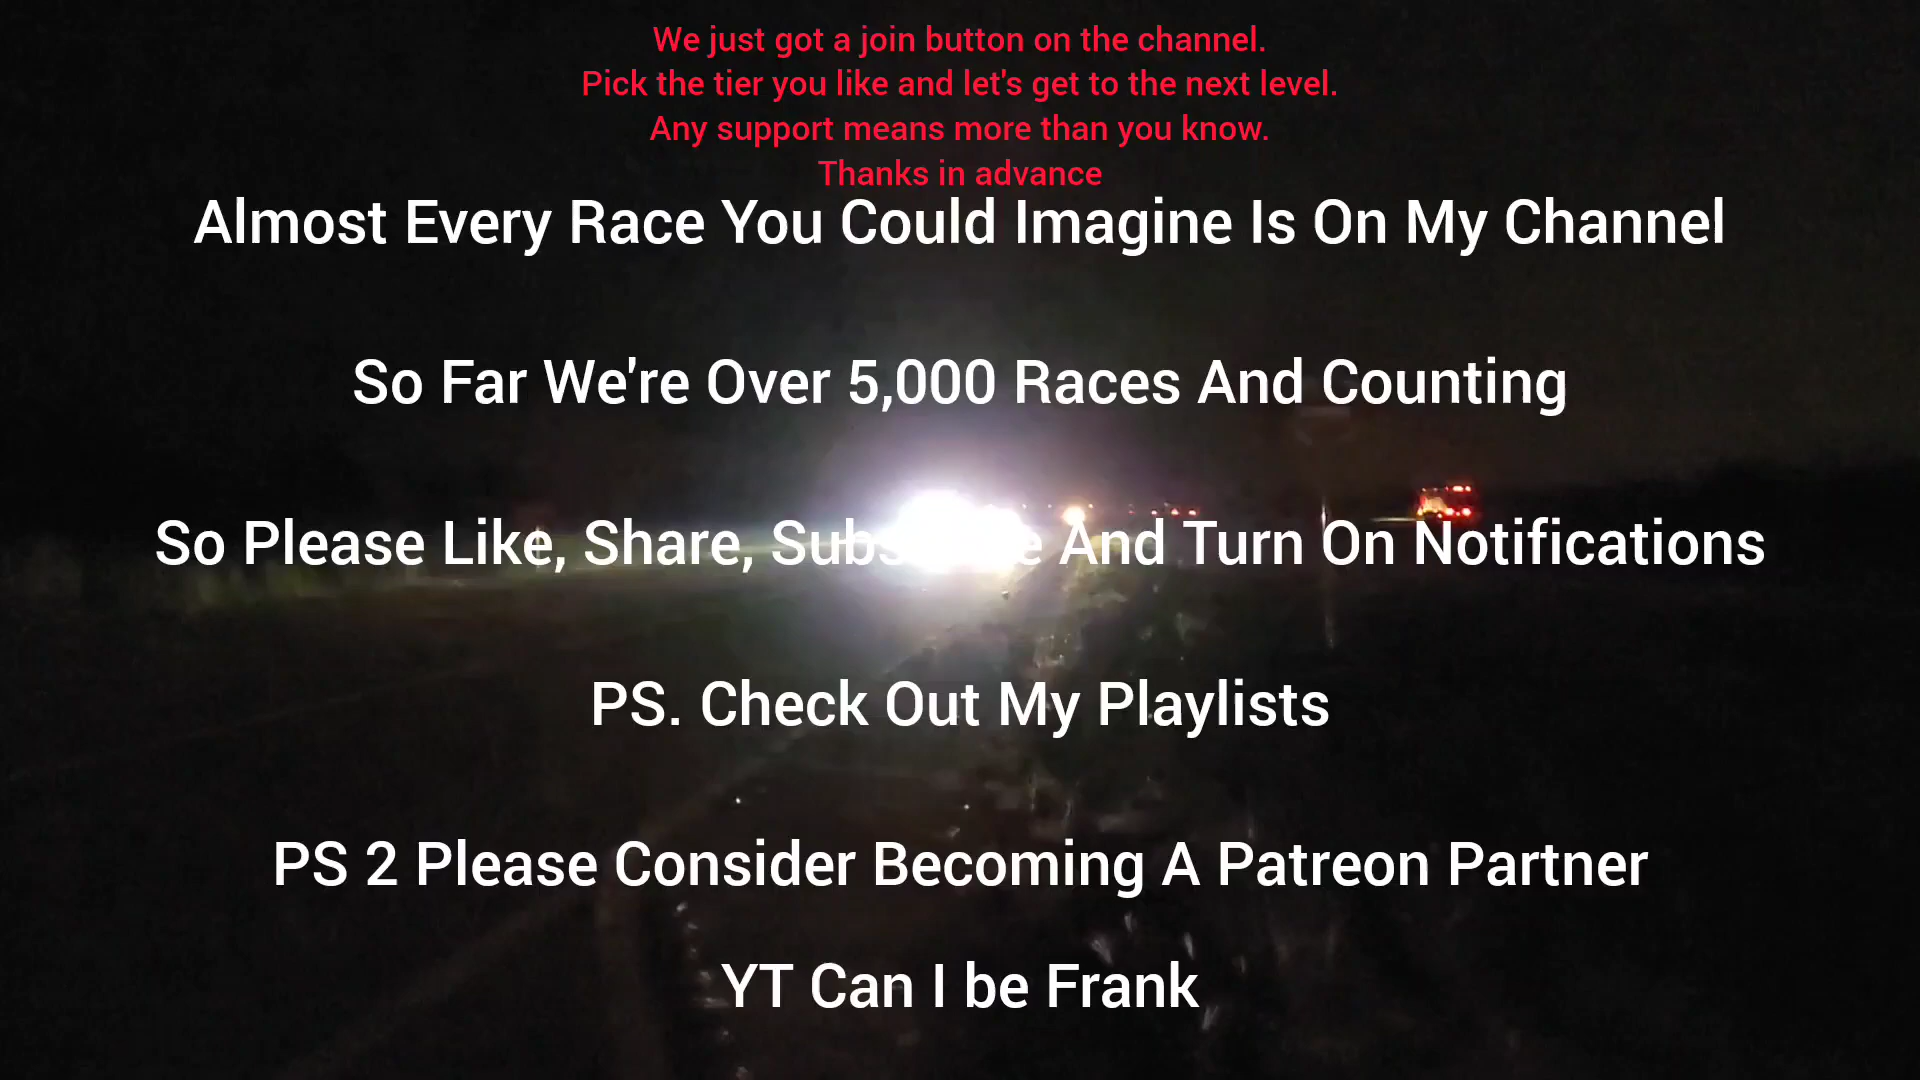 We just got a join button on the channel.
Pick the tier you like and let's get to the next level.
Any support means more than you know.
Thanks in advance
Almost Every Race You Could Imagine Is On My Channel
So Far We're Over 5,000 Races And Counting
So Please Like, Share, Subscribe And Turn On Notifications
PS. Check Out My Playlists
PS 2 Please Consider Becoming A Patreon Partner
YT Can I be Frank